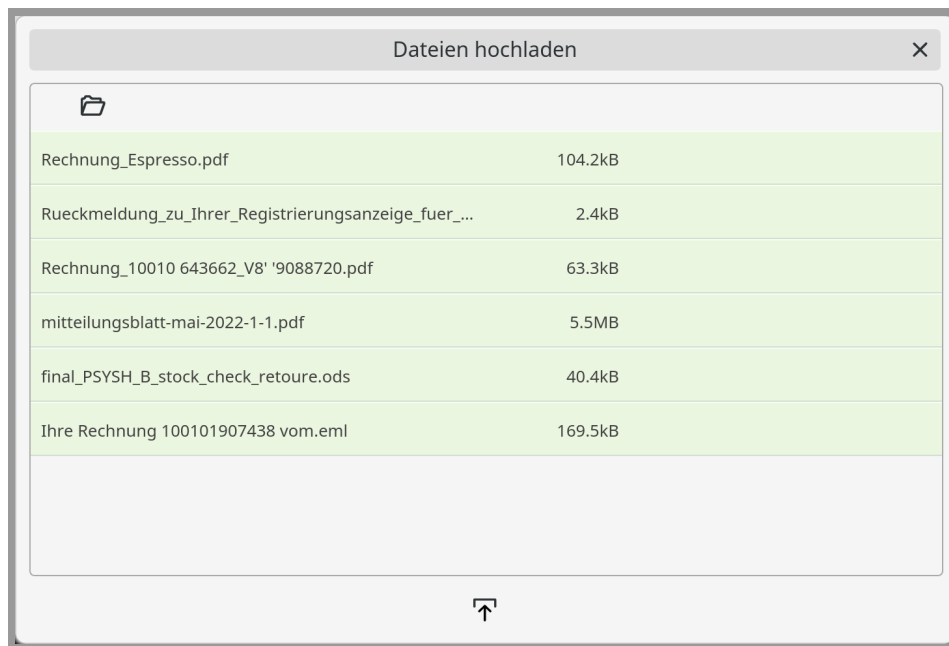 Dateien hochladen
Rechnung_Espresso.pdf 104.2kB
Rueckmeldung_zu_Ihrer_Registrierungsanzeige_fuer_... 2.4kB
Rechnung_10010 643662_V8' '9088720.pdf 63.3kB
mitteilungsblatt-mai-2022-1-1.pdf 5.5MB
final_PSYSH_B_stock_check_retoure.ods 40.4kB
Ihre Rechnung 100101907438 vom.eml 169.5kB